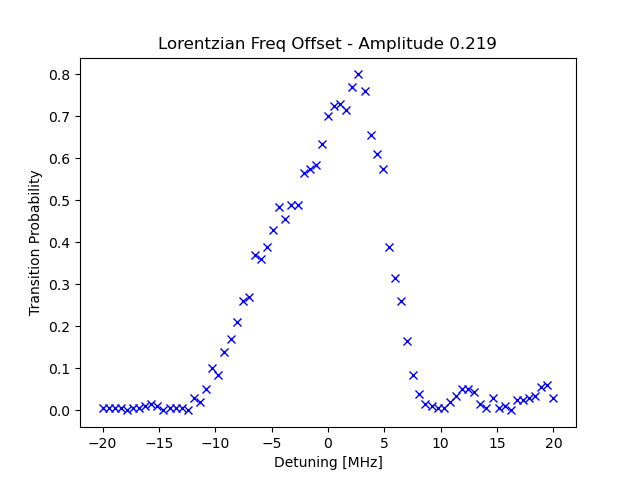 Lorentzian Freq Offset - Amplitude 0.219
0.8
0.7
0.6
0.5
0.4
0.3
0.2
0.1
0.0
Transition Probability
−20 −15 −10 −5 0 5 10 15 20
Detuning [MHz]